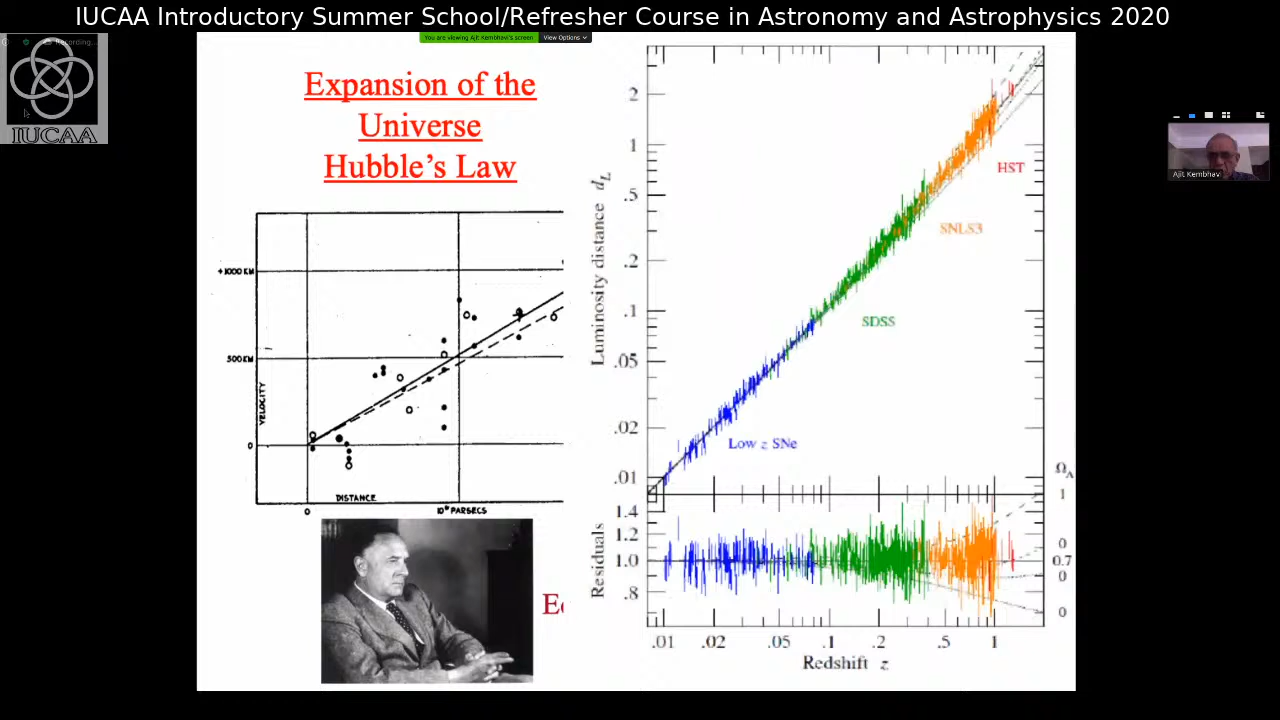 IUCAA Introductory Summer School/Refresher Course in Astronomy and Astrophysics 2020
Recording...
You are viewing Ajit Kembhavi's screen
View Options
IUCAA
Ajit Kembhavi
Expansion of the
Universe
Hubble's Law
+1000 KM
500 KM
0
VELOCITY
DISTANCE
0
10⁶ PARSECS
2
1
.5
.2
.1
.05
.02
.01
Luminosity distance d_L
HST
SNLS3
SDSS
Low z SNe
Ω_Λ
1
0
0.7
0
0
1.4
1.2
1.0
.8
Residuals
.01 .02 .05 .1 .2 .5 1
Redshift z